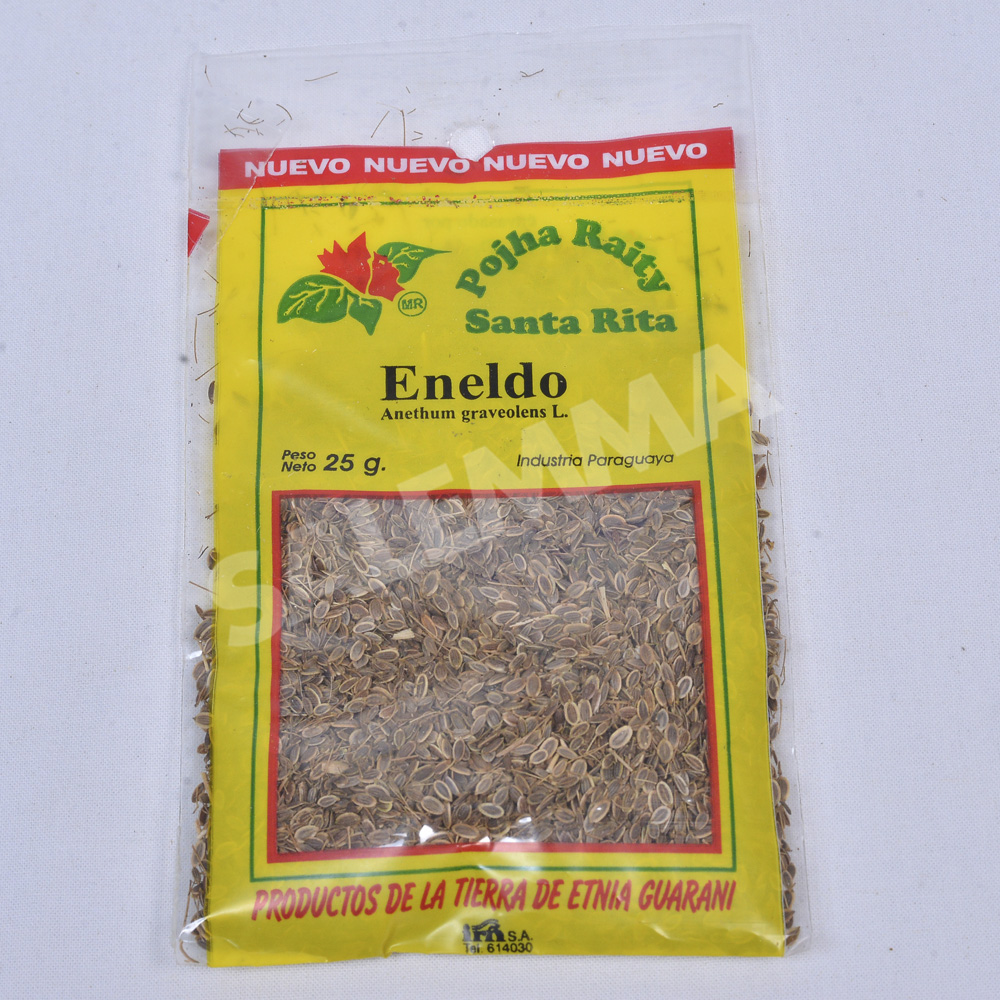 NUEVO NUEVO NUEVO NUEVO
Pojha Raity
Santa Rita
MR
Eneldo
Anethum graveolens L.
Peso
Neto 25 g.
Industria Paraguaya
SALEMMA
PRODUCTOS DE LA TIERRA DE ETNIA GUARANI
S.A.
Tel. 614030